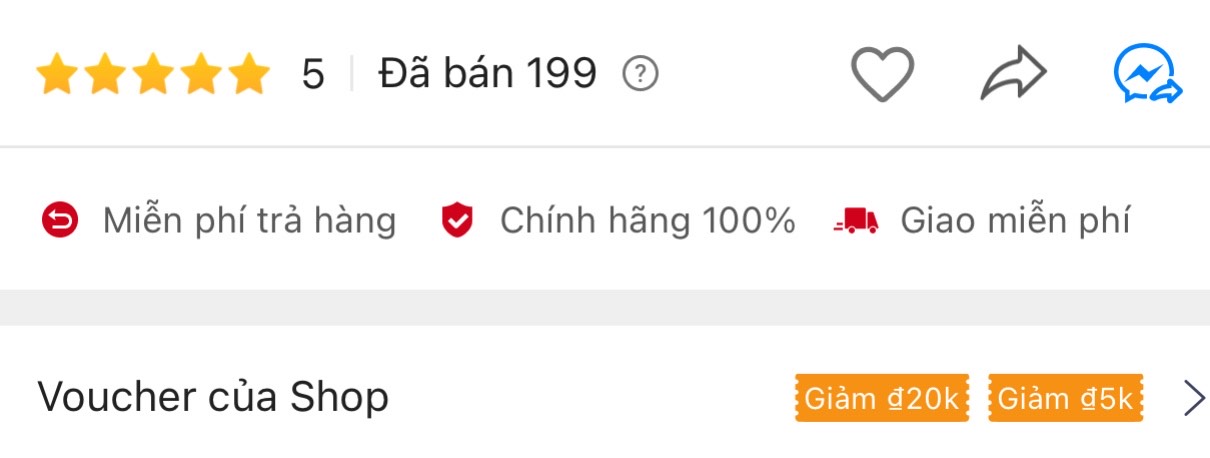 5 Đã bán 199 ?
Miễn phí trả hàng Chính hãng 100% Giao miễn phí
Voucher của Shop Giảm ₫20k Giảm ₫5k